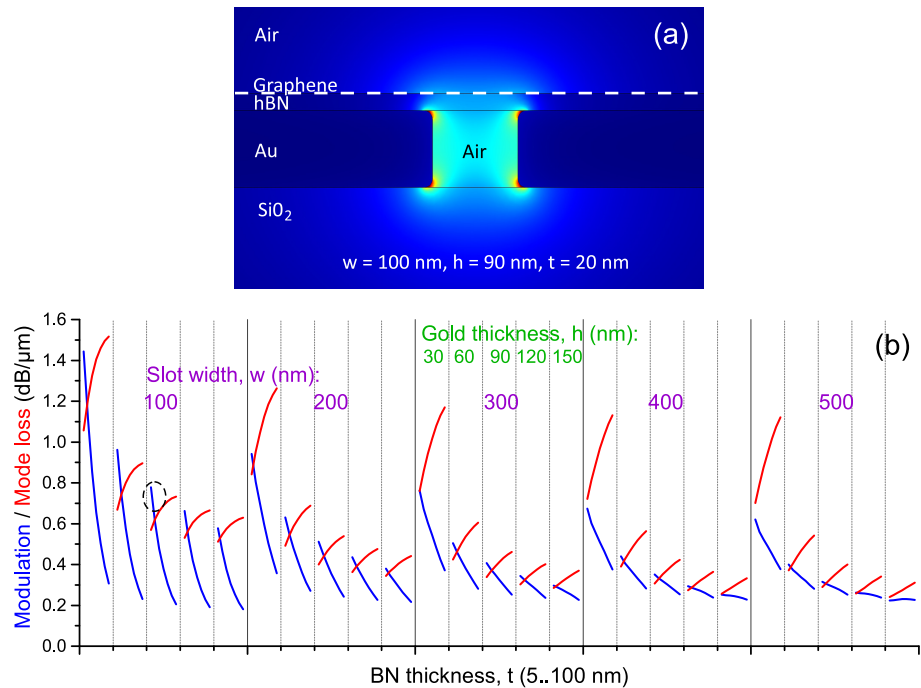 Air
(a)
Graphene
hBN
Au
Air
SiO₂
w = 100 nm, h = 90 nm, t = 20 nm
(b)
Modulation / Mode loss (dB/μm)
1.6
1.4
1.2
1.0
0.8
0.6
0.4
0.2
0.0
Gold thickness, h (nm):
30 60 90 120 150
Slot width, w (nm):
100 200 300 400 500
BN thickness, t (5..100 nm)